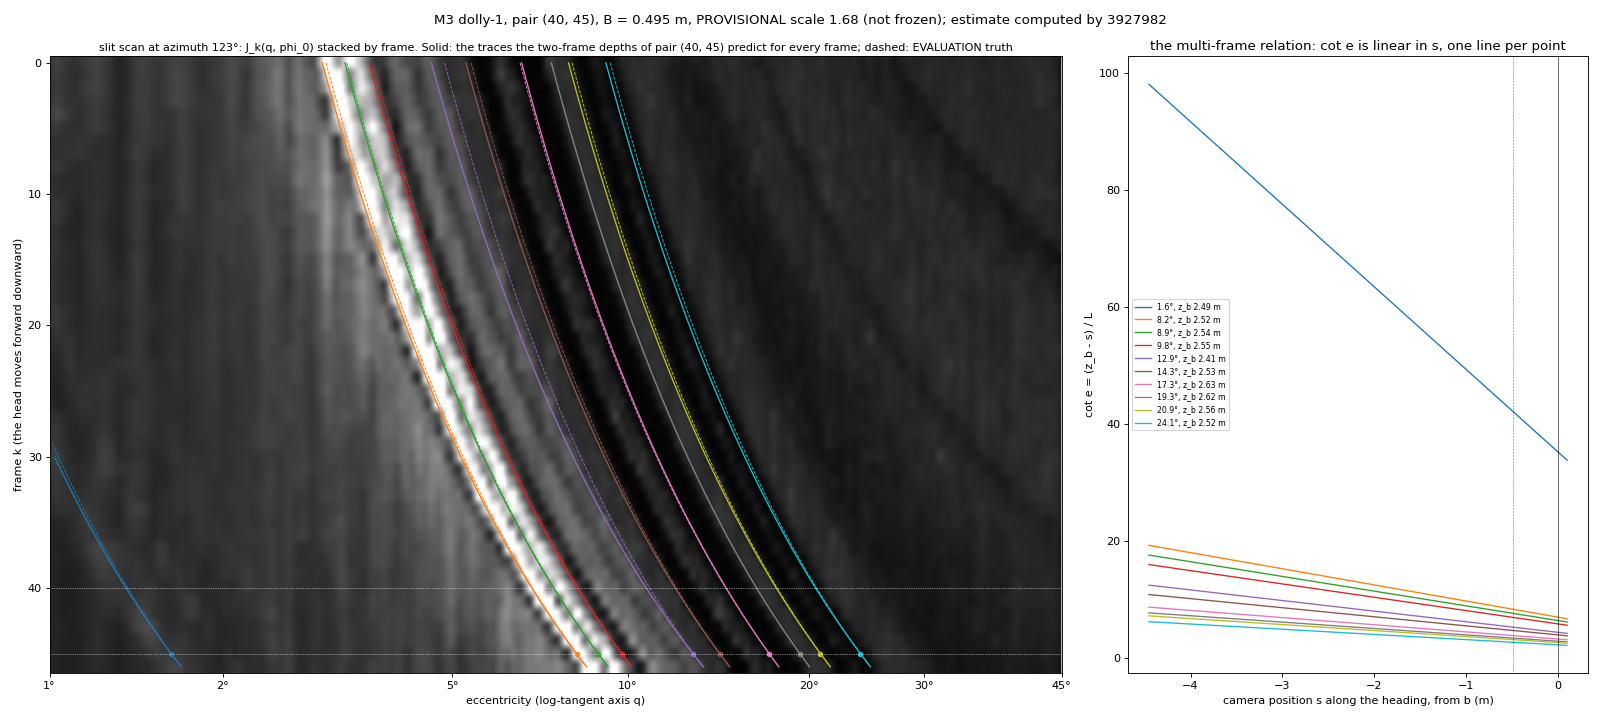 M3 dolly-1, pair (40, 45), B = 0.495 m, PROVISIONAL scale 1.68 (not frozen); estimate computed by 3927982
slit scan at azimuth 123°: J_k(q, phi_0) stacked by frame. Solid: the traces the two-frame depths of pair (40, 45) predict for every frame; dashed: EVALUATION truth
frame k (the head moves forward downward)
0
10
20
30
40
1°
2°
5°
10°
20°
30°
45°
eccentricity (log-tangent axis q)
the multi-frame relation: cot e is linear in s, one line per point
cot e = (z_b - s) / L
100
80
60
40
20
0
1.6°, z_b 2.49 m
8.2°, z_b 2.52 m
8.9°, z_b 2.54 m
9.8°, z_b 2.55 m
12.9°, z_b 2.41 m
14.3°, z_b 2.53 m
17.3°, z_b 2.63 m
19.3°, z_b 2.62 m
20.9°, z_b 2.56 m
24.1°, z_b 2.52 m
−4
−3
−2
−1
0
camera position s along the heading, from b (m)